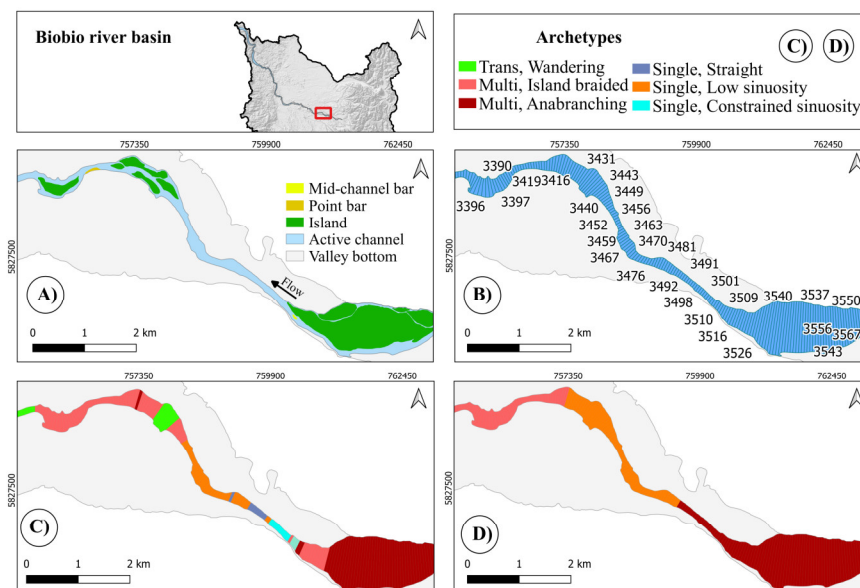 Biobio river basin
Archetypes
C)
D)
Trans, Wandering
Multi, Island braided
Multi, Anabranching
Single, Straight
Single, Low sinuosity
Single, Constrained sinuosity
757350
759900
762450
5827500
Mid-channel bar
Point bar
Island
Active channel
Valley bottom
Flow
A)
0
1
2 km
757350
759900
762450
5827500
3390
3431
3419
3416
3443
3449
3396
3397
3440
3456
3452
3463
3459
3470
3481
3467
3491
3476
3492
3501
3498
3509
3540
3537
3550
3510
3556
3567
3516
3526
3543
B)
0
1
2 km
757350
759900
762450
5827500
C)
0
1
2 km
757350
759900
762450
5827500
D)
0
1
2 km